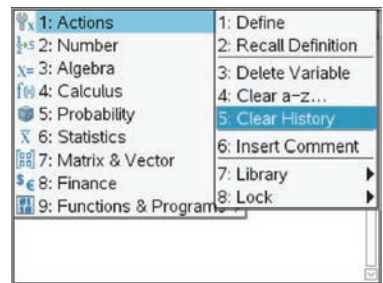 1: Actions
2: Number
3: Algebra
4: Calculus
5: Probability
6: Statistics
7: Matrix & Vector
8: Finance
9: Functions & Programs
1: Define
2: Recall Definition
3: Delete Variable
4: Clear a–z...
5: Clear History
6: Insert Comment
7: Library
8: Lock